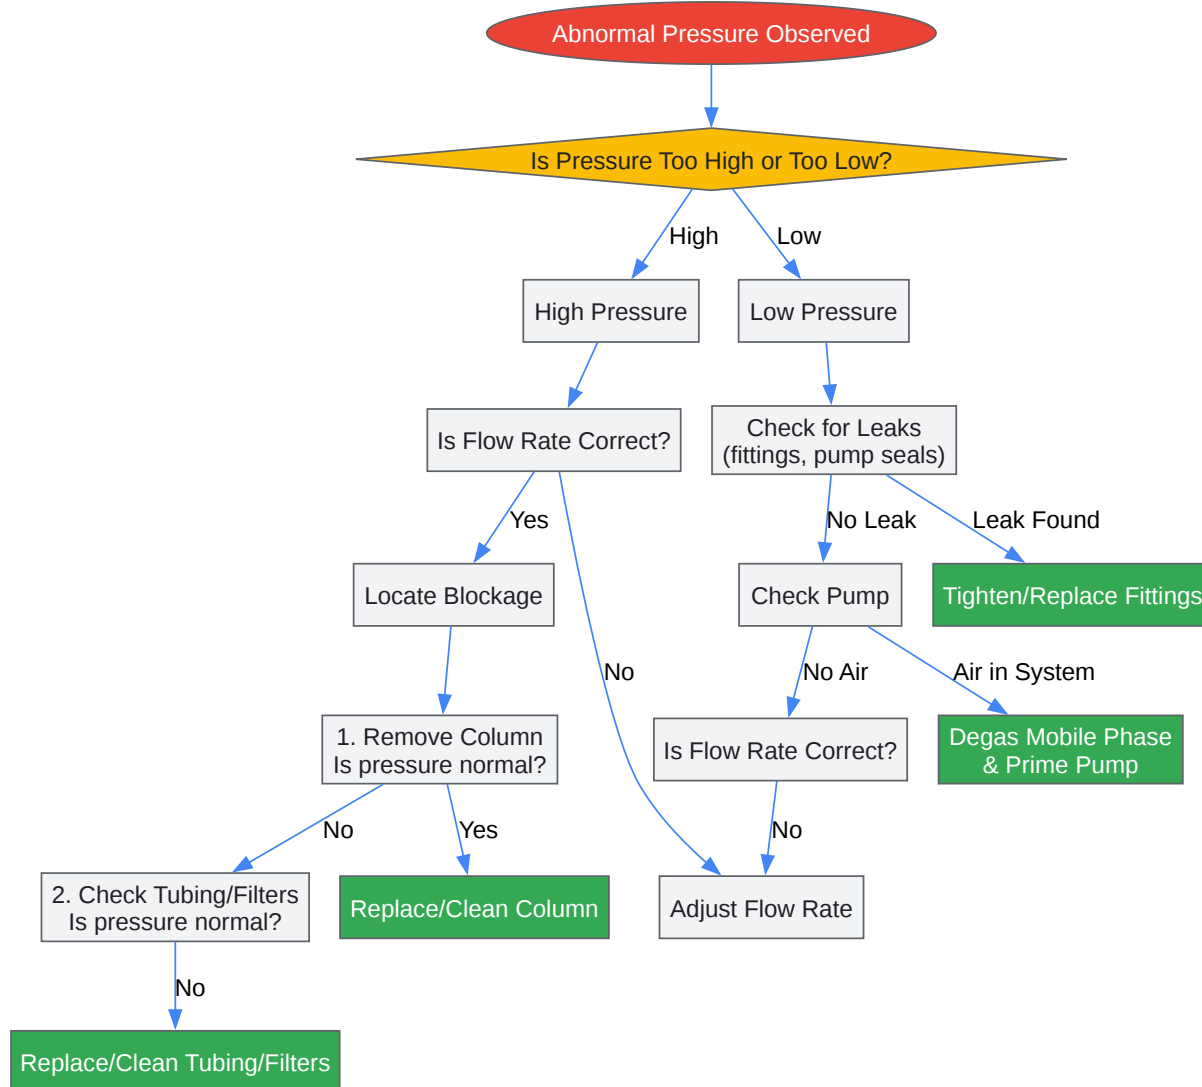 Abnormal Pressure Observed
Is Pressure Too High or Too Low?
High
Low
High Pressure
Low Pressure
Is Flow Rate Correct?
Check for Leaks
(fittings, pump seals)
Yes
No Leak
Leak Found
Locate Blockage
Check Pump
Tighten/Replace Fittings
No
No Air
Air in System
1. Remove Column
Is pressure normal?
Is Flow Rate Correct?
Degas Mobile Phase
& Prime Pump
No
Yes
No
2. Check Tubing/Filters
Is pressure normal?
Replace/Clean Column
Adjust Flow Rate
No
Replace/Clean Tubing/Filters